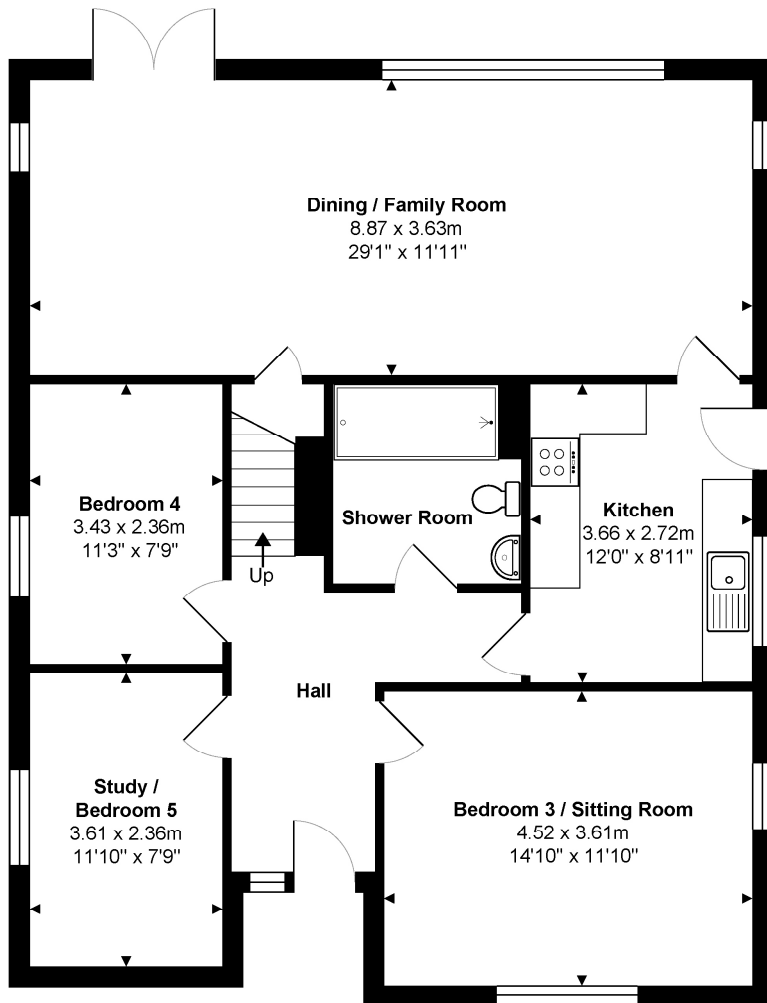 Dining / Family Room
8.87 x 3.63m
29'1" x 11'11"
Bedroom 4
3.43 x 2.36m
11'3" x 7'9"
Up
Shower Room
Kitchen
3.66 x 2.72m
12'0" x 8'11"
Hall
Study /
Bedroom 5
3.61 x 2.36m
11'10" x 7'9"
Bedroom 3 / Sitting Room
4.52 x 3.61m
14'10" x 11'10"